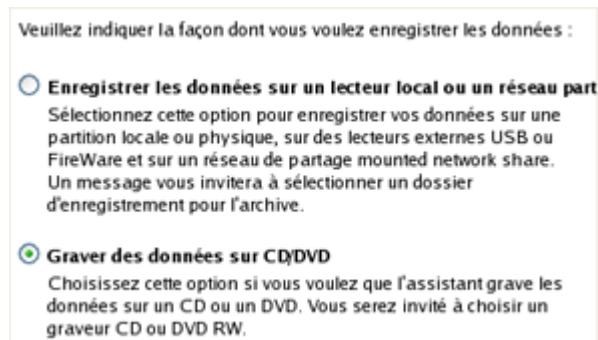 Veuillez indiquer la façon dont vous voulez enregistrer les données :
Enregistrer les données sur un lecteur local ou un réseau part
Sélectionnez cette option pour enregistrer vos données sur une
partition locale ou physique, sur des lecteurs externes USB ou
FireWare et sur un réseau de partage mounted network share.
Un message vous invitera à sélectionner un dossier
d'enregistrement pour l'archive.
Graver des données sur CD/DVD
Choisissez cette option si vous voulez que l'assistant grave les
données sur un CD ou un DVD. Vous serez invité à choisir un
graveur CD ou DVD RW.